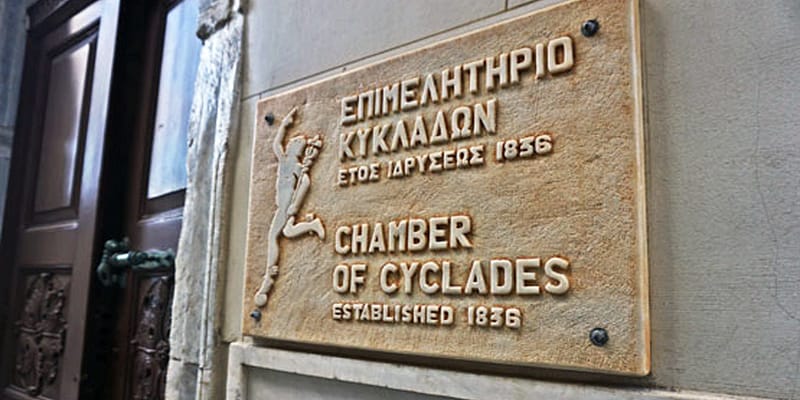 ΕΠΙΜΕΛΗΤΗΡΙΟ
ΚΥΚΛΑΔΩΝ
ΕΤΟΣ ΙΔΡΥΣΕΩΣ 1836
CHAMBER
OF CYCLADES
ESTABLISHED 1836